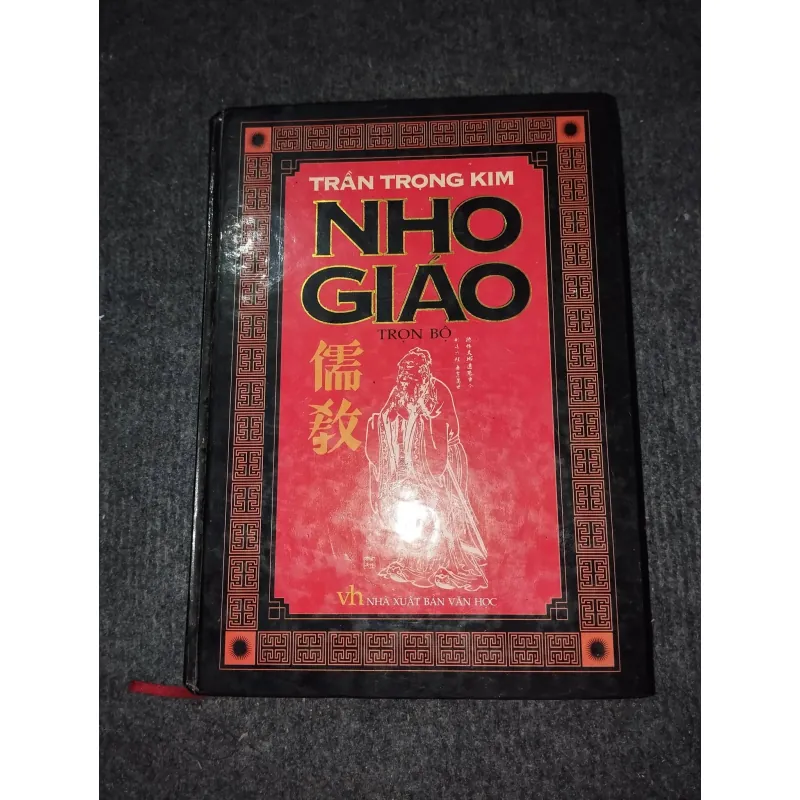 TRẦN TRỌNG KIM
NHO
GIÁO
TRỌN BỘ
儒
教
vh NHÀ XUẤT BẢN VĂN HỌC